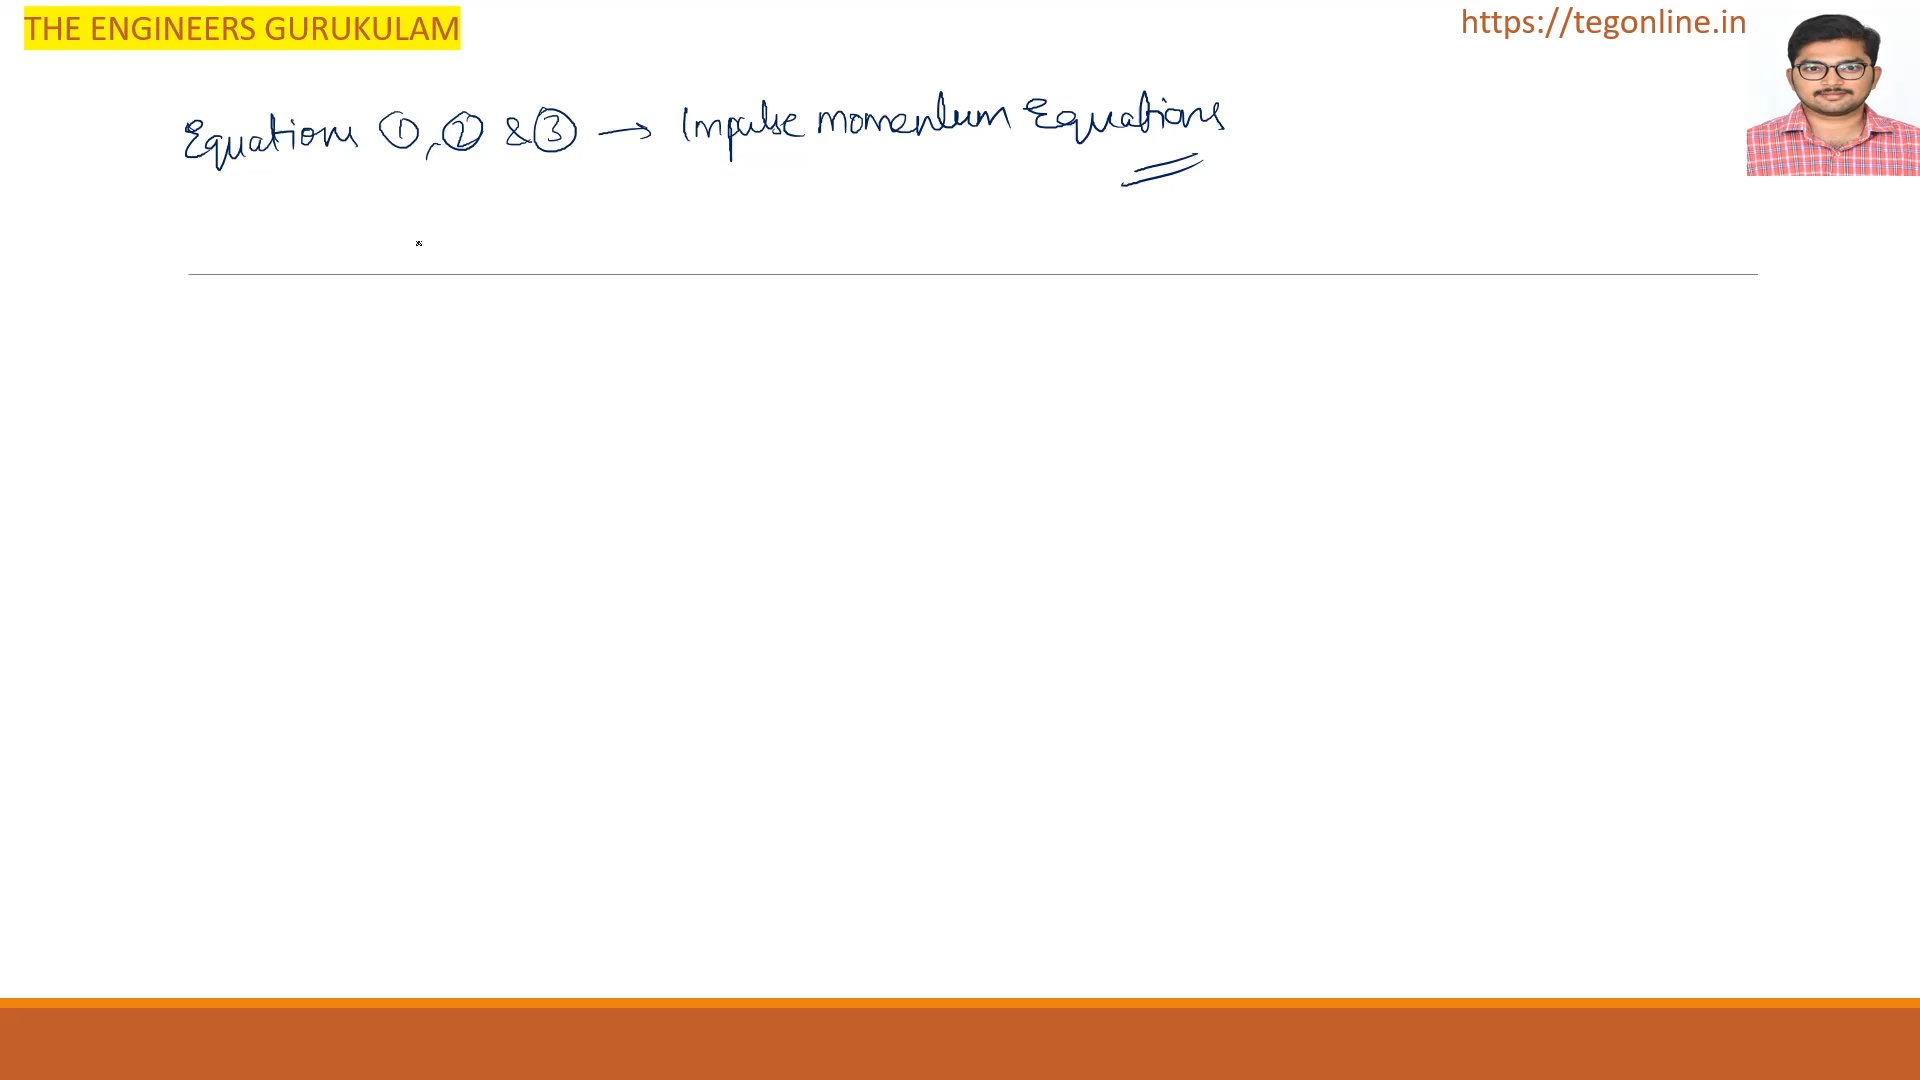 THE ENGINEERS GURUKULAM
https://tegonline.in
Equations ①, ② & ③ → Impulse momentum Equations